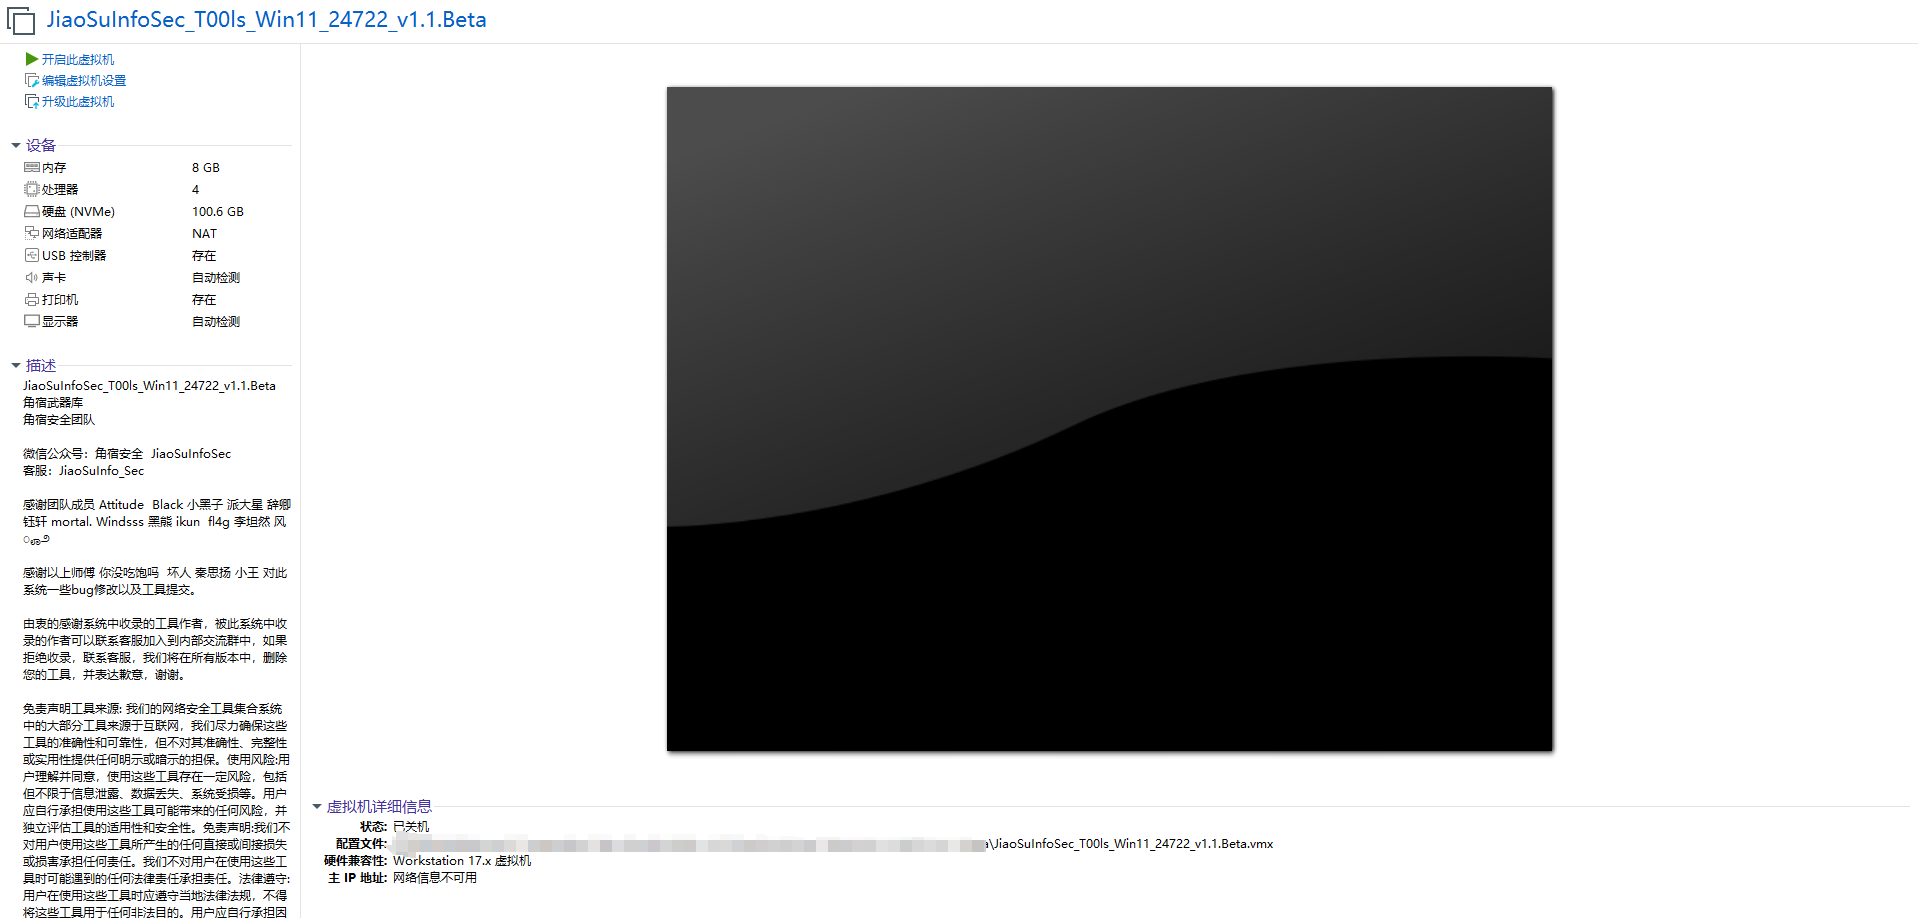 JiaoSuInfoSec_T00ls_Win11_24722_v1.1.Beta
开启此虚拟机
编辑虚拟机设置
升级此虚拟机
设备
内存 8 GB
处理器 4
硬盘 (NVMe) 100.6 GB
网络适配器 NAT
USB 控制器 存在
声卡 自动检测
打印机 存在
显示器 自动检测
描述
JiaoSuInfoSec_T00ls_Win11_24722_v1.1.Beta
角宿武器库
角宿安全团队
微信公众号：角宿安全 JiaoSuInfoSec
客服：JiaoSuInfo_Sec
感谢团队成员 Attitude Black 小黑子 派大星 辞卿
钰轩 mortal. Windsss 黑熊 ikun fl4g 李坦然 风
感谢以上师傅 你没吃饱吗 坏人 秦思扬 小王 对此
系统一些bug修改以及工具提交。
由衷的感谢系统中收录的工具作者，被此系统中收
录的作者可以联系客服加入到内部交流群中，如果
拒绝收录，联系客服，我们将在所有版本中，删除
您的工具，并表达歉意，谢谢。
免责声明工具来源: 我们的网络安全工具集合系统
中的大部分工具来源于互联网，我们尽力确保这些
工具的准确性和可靠性，但不对其准确性、完整性
或实用性提供任何明示或暗示的担保。使用风险:用
户理解并同意，使用这些工具存在一定风险，包括
但不限于信息泄露、数据丢失、系统受损等。用户
应自行承担使用这些工具可能带来的任何风险，并
独立评估工具的适用性和安全性。免责声明:我们不
对用户使用这些工具所产生的任何直接或间接损失
或损害承担任何责任。我们不对用户在使用这些工
具时可能遇到的任何法律责任承担责任。法律遵守:
用户在使用这些工具时应遵守当地法律法规，不得
将这些工具用于任何非法目的。用户应自行承担因
虚拟机详细信息
状态: 已关机
配置文件: a\JiaoSuInfoSec_T00ls_Win11_24722_v1.1.Beta.vmx
硬件兼容性: Workstation 17.x 虚拟机
主 IP 地址: 网络信息不可用